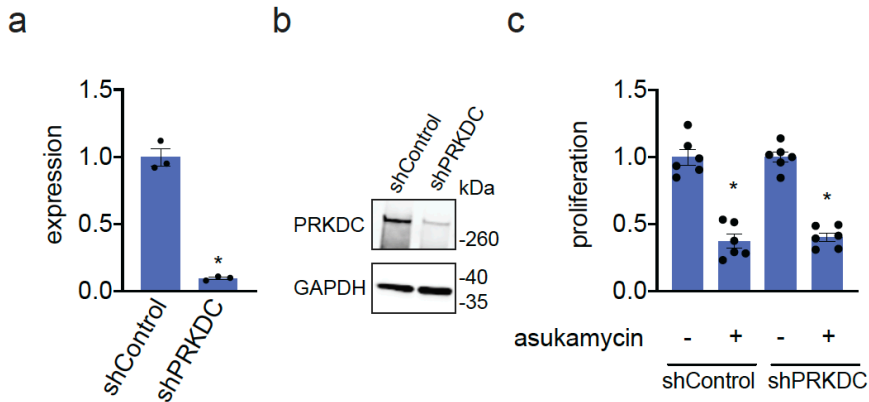 a
expression
1.5
1.0
0.5
0.0
*
shControl
shPRKDC
b
shControl
shPRKDC
kDa
PRKDC
-260
GAPDH
-40
-35
c
proliferation
1.5
1.0
0.5
0.0
*
*
asukamycin - + - +
shControl shPRKDC